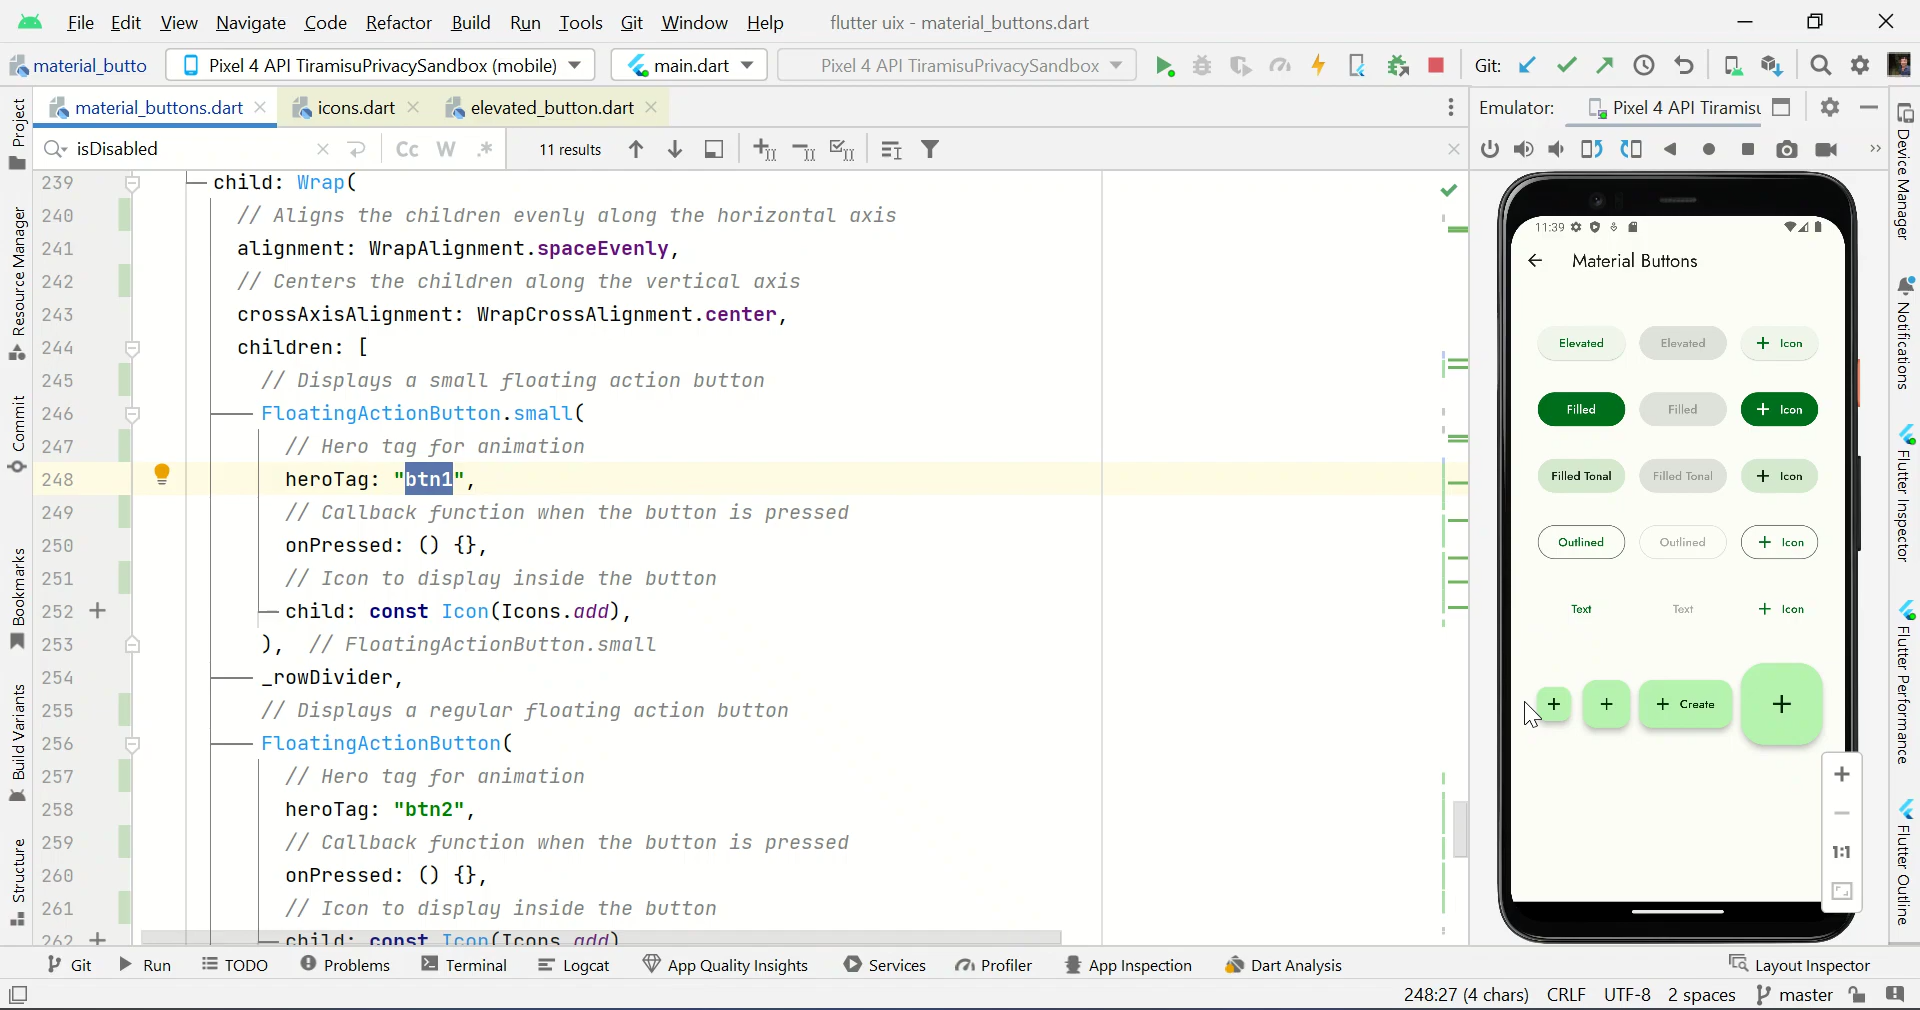 File Edit View Navigate Code Refactor Build Run Tools Git Window Help flutter uix - material_buttons.dart
material_butto Pixel 4 API TiramisuPrivacySandbox (mobile) main.dart Pixel 4 API TiramisuPrivacySandbox Git:
material_buttons.dart icons.dart elevated_button.dart
isDisabled Cc W .* 11 results
239 child: Wrap(
240 // Aligns the children evenly along the horizontal axis
241 alignment: WrapAlignment.spaceEvenly,
242 // Centers the children along the vertical axis
243 crossAxisAlignment: WrapCrossAlignment.center,
244 children: [
245 // Displays a small floating action button
246 FloatingActionButton.small(
247 // Hero tag for animation
248 heroTag: "btn1",
249 // Callback function when the button is pressed
250 onPressed: () {},
251 // Icon to display inside the button
252 child: const Icon(Icons.add),
253 ), // FloatingActionButton.small
254 _rowDivider,
255 // Displays a regular floating action button
256 FloatingActionButton(
257 // Hero tag for animation
258 heroTag: "btn2",
259 // Callback function when the button is pressed
260 onPressed: () {},
261 // Icon to display inside the button
262 child: const Icon(Icons.add)
Project
Resource Manager
Commit
Bookmarks
Build Variants
Structure
Emulator: Pixel 4 API Tiramisu
11:39
Material Buttons
Elevated Elevated + Icon
Filled Filled + Icon
Filled Tonal Filled Tonal + Icon
Outlined Outlined + Icon
Text Text + Icon
+ + + Create +
+
−
1:1
Device Manager
Notifications
Flutter Inspector
Flutter Performance
Flutter Outline
Git Run TODO Problems Terminal Logcat App Quality Insights Services Profiler App Inspection Dart Analysis Layout Inspector
248:27 (4 chars) CRLF UTF-8 2 spaces master